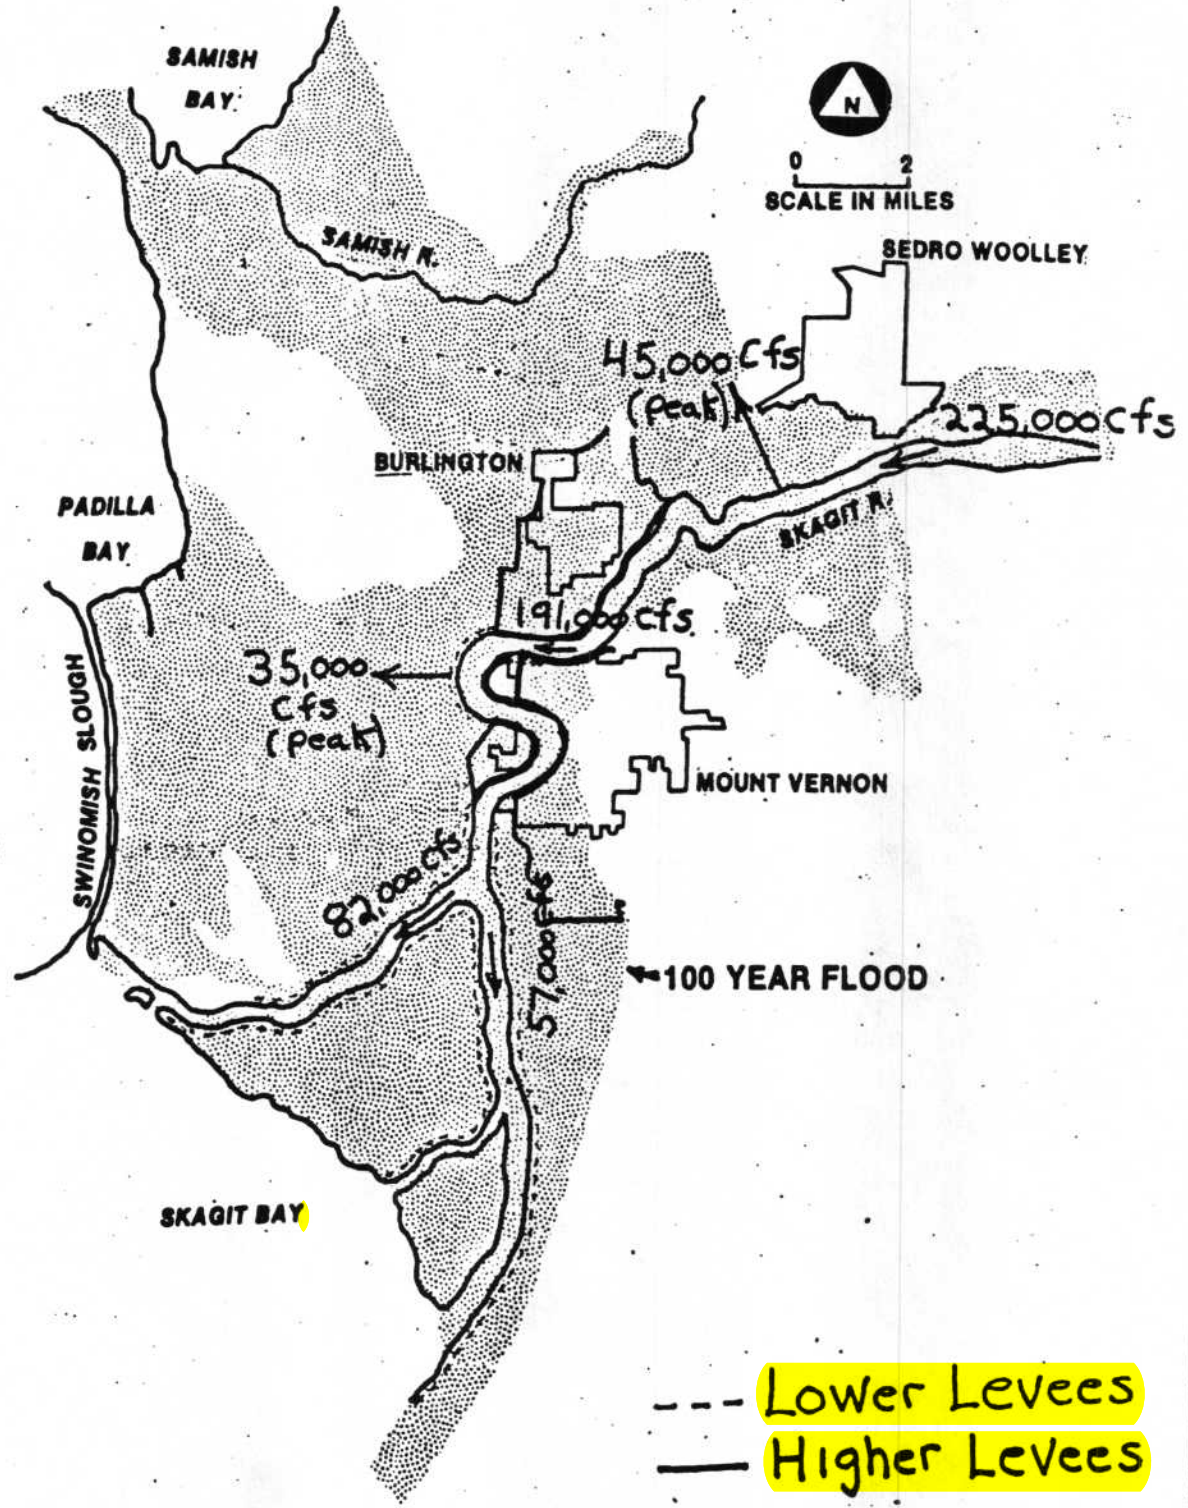 SAMISH
BAY
N
0 2
SCALE IN MILES
SAMISH R.
SEDRO WOOLLEY
45,000 cfs
(peak)
225,000 cfs
BURLINGTON
SKAGIT R.
PADILLA
BAY
191,000 cfs
35,000
cfs
(peak)
SWINOMISH SLOUGH
MOUNT VERNON
82,000 cfs
57,000 cfs
100 YEAR FLOOD
SKAGIT BAY
Lower Levees
Higher Levees